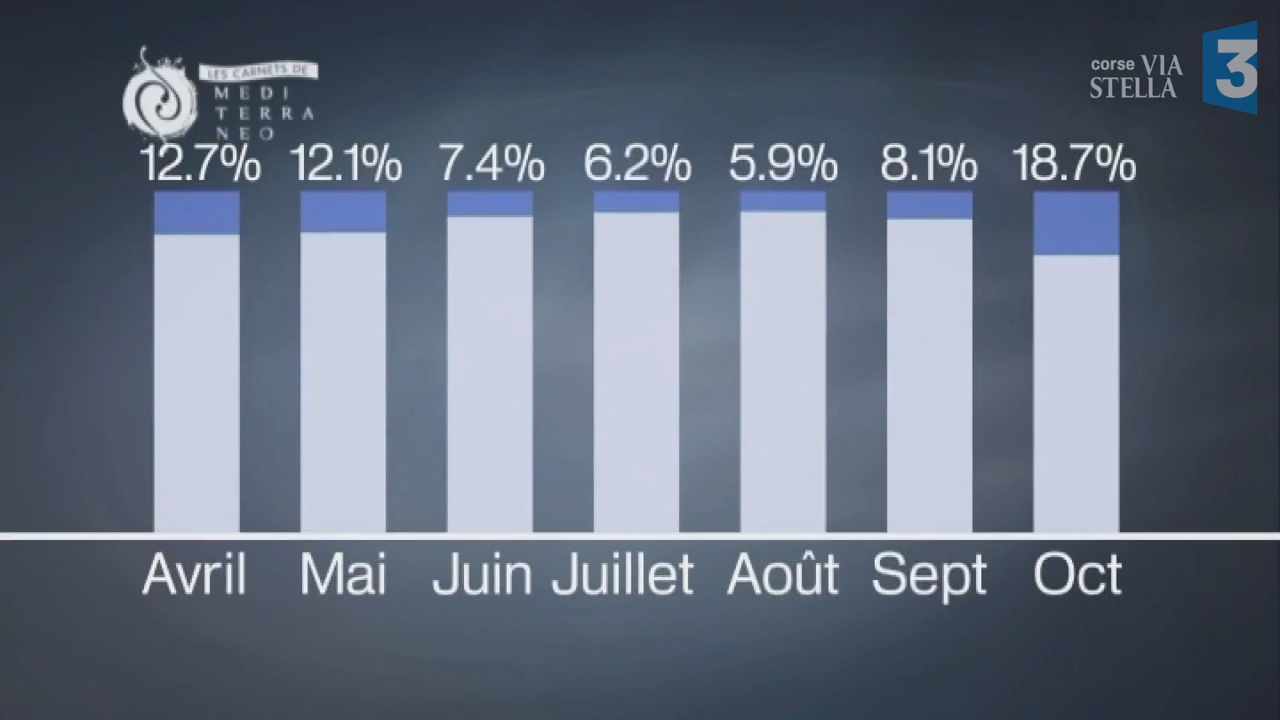 LES CARNETS DE
MEDI
TERRA
NEO
corse VIA
STELLA
3
12.7% 12.1% 7.4% 6.2% 5.9% 8.1% 18.7%
Avril Mai Juin Juillet Août Sept Oct